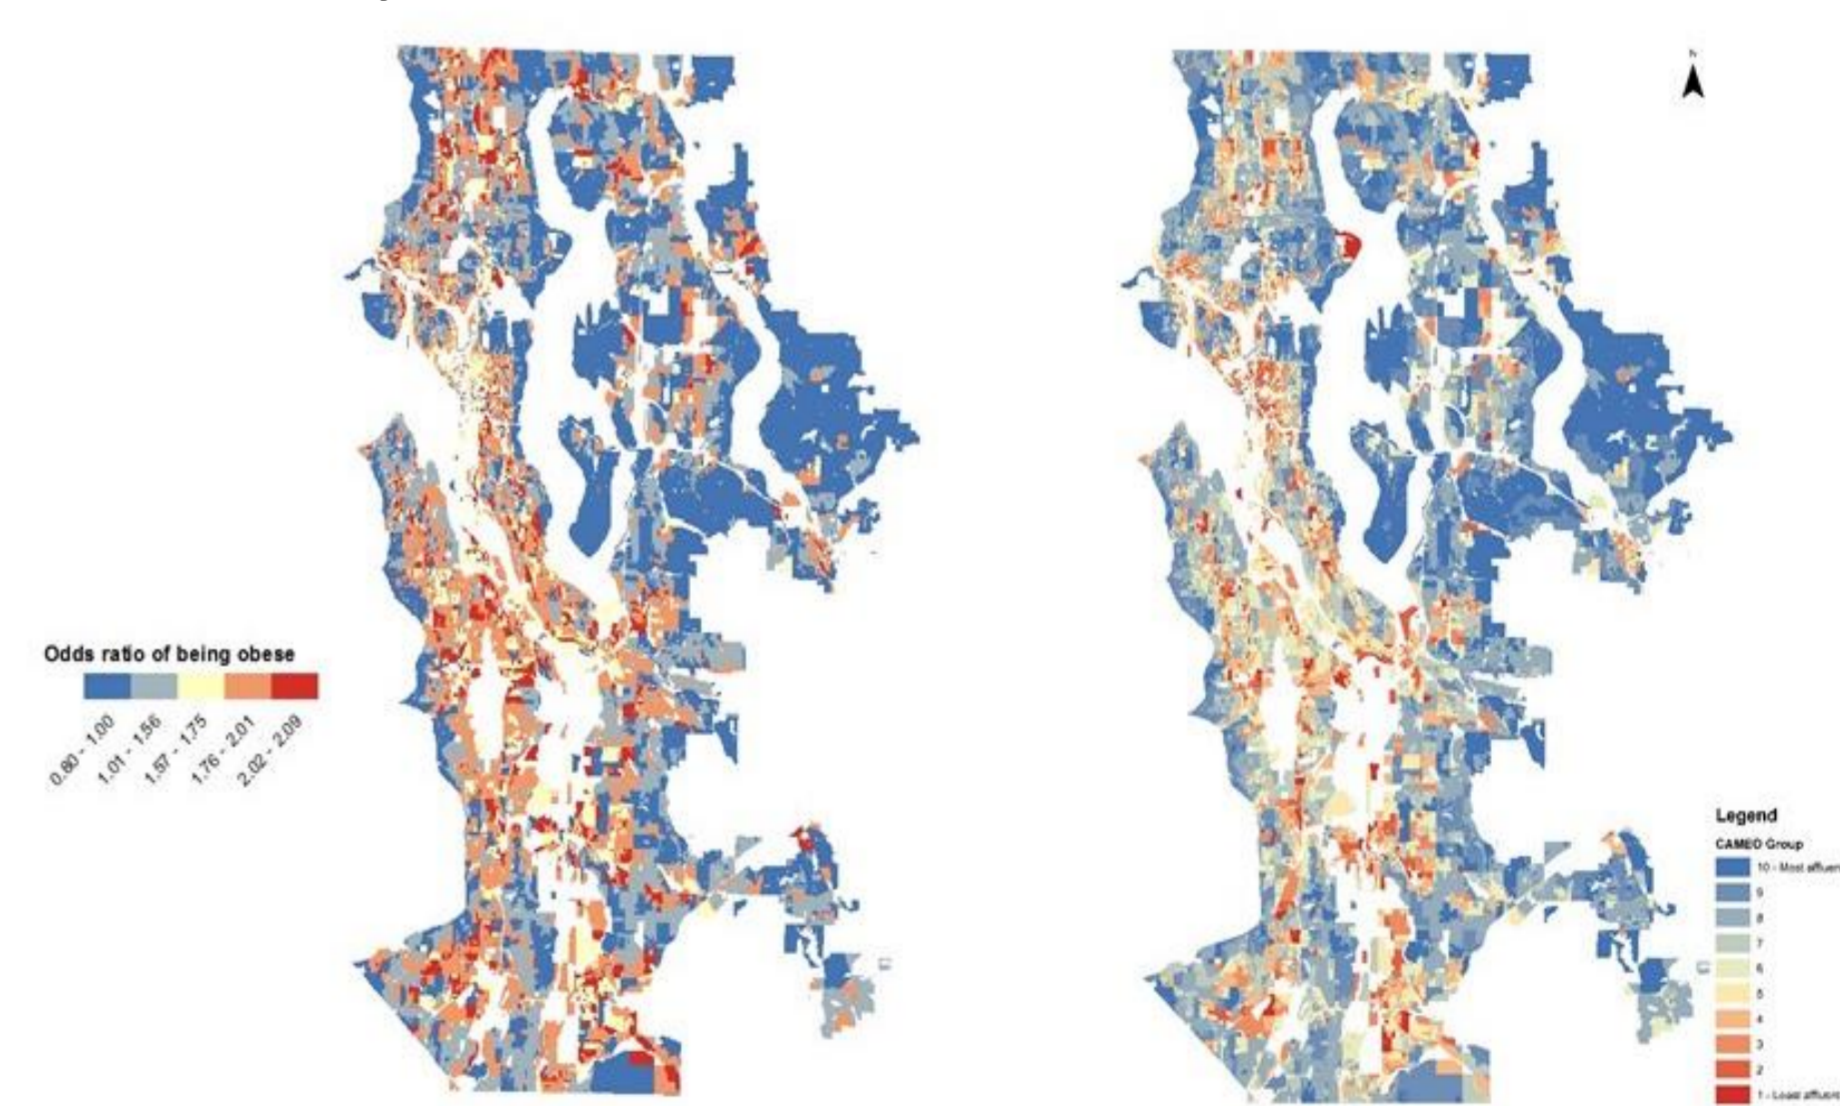 N
Odds ratio of being obese
0.80 - 1.00
1.01 - 1.56
1.57 - 1.75
1.76 - 2.01
2.02 - 2.09
Legend
CAMEO Group
10 - Most affluen
9
8
7
6
5
4
3
2
1 - Least affluen